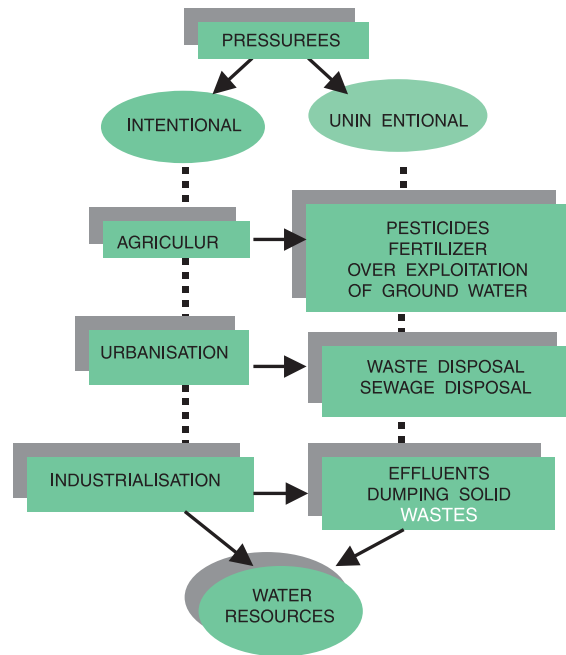 PRESSUREES
INTENTIONAL
UNIN ENTIONAL
AGRICULUR
PESTICIDES
FERTILIZER
OVER EXPLOITATION
OF GROUND WATER
URBANISATION
WASTE DISPOSAL
SEWAGE DISPOSAL
INDUSTRIALISATION
EFFLUENTS
DUMPING SOLID
WASTES
WATER
RESOURCES